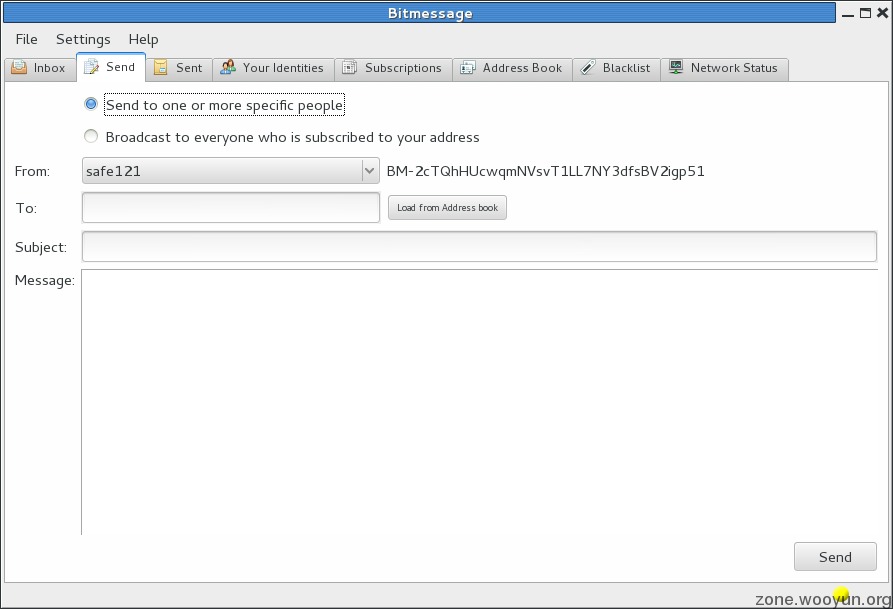 Bitmessage
File Settings Help
Inbox Send Sent Your Identities Subscriptions Address Book Blacklist Network Status
Send to one or more specific people
Broadcast to everyone who is subscribed to your address
From: safe121 BM-2cTQhHUcwqmNVsvT1LL7NY3dfsBV2igp51
To: Load from Address book
Subject:
Message:
Send
zone.wooyun.org